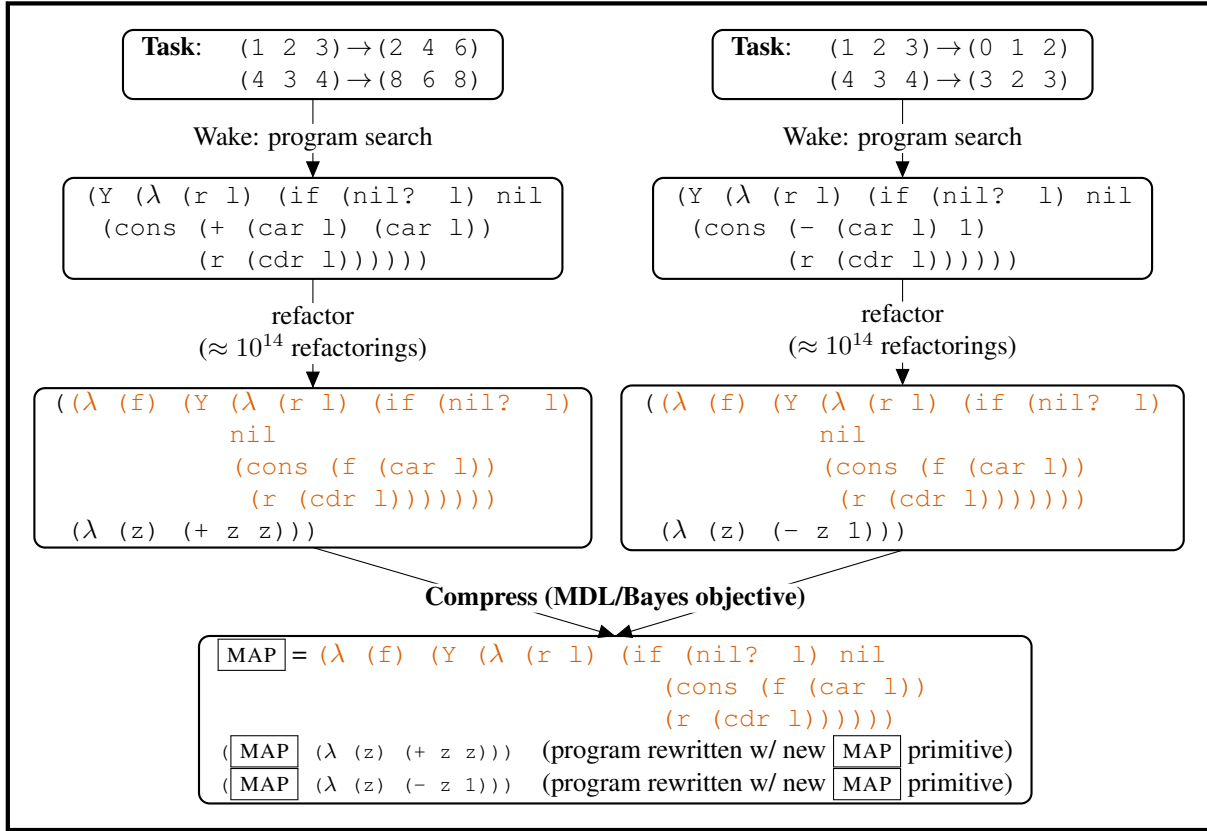 Task: (1 2 3)→(2 4 6)
(4 3 4)→(8 6 8)
Wake: program search
(Y (λ (r l) (if (nil? l) nil
(cons (+ (car l) (car l))
(r (cdr l))))))
refactor
(≈ 10^14 refactorings)
((λ (f) (Y (λ (r l) (if (nil? l)
nil
(cons (f (car l))
(r (cdr l)))))))
(λ (z) (+ z z)))
Task: (1 2 3)→(0 1 2)
(4 3 4)→(3 2 3)
Wake: program search
(Y (λ (r l) (if (nil? l) nil
(cons (- (car l) 1)
(r (cdr l))))))
refactor
(≈ 10^14 refactorings)
((λ (f) (Y (λ (r l) (if (nil? l)
nil
(cons (f (car l))
(r (cdr l)))))))
(λ (z) (- z 1)))
Compress (MDL/Bayes objective)
MAP = (λ (f) (Y (λ (r l) (if (nil? l) nil
(cons (f (car l))
(r (cdr l))))))
(MAP (λ (z) (+ z z))) (program rewritten w/ new MAP primitive)
(MAP (λ (z) (- z 1))) (program rewritten w/ new MAP primitive)